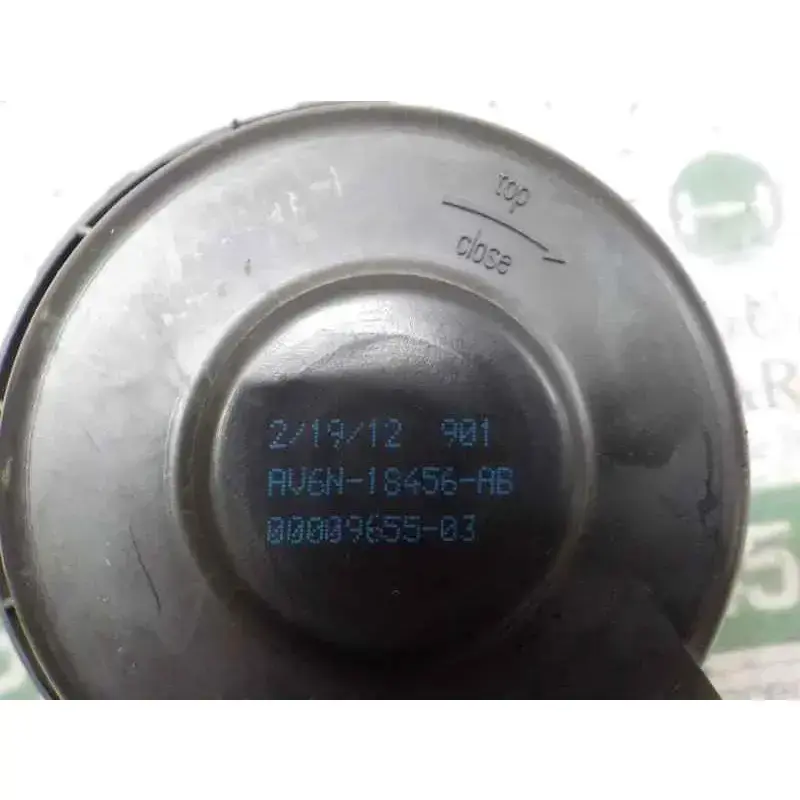 Top
close
2/19/12 901
AV6N-18456-AB
00009655-03